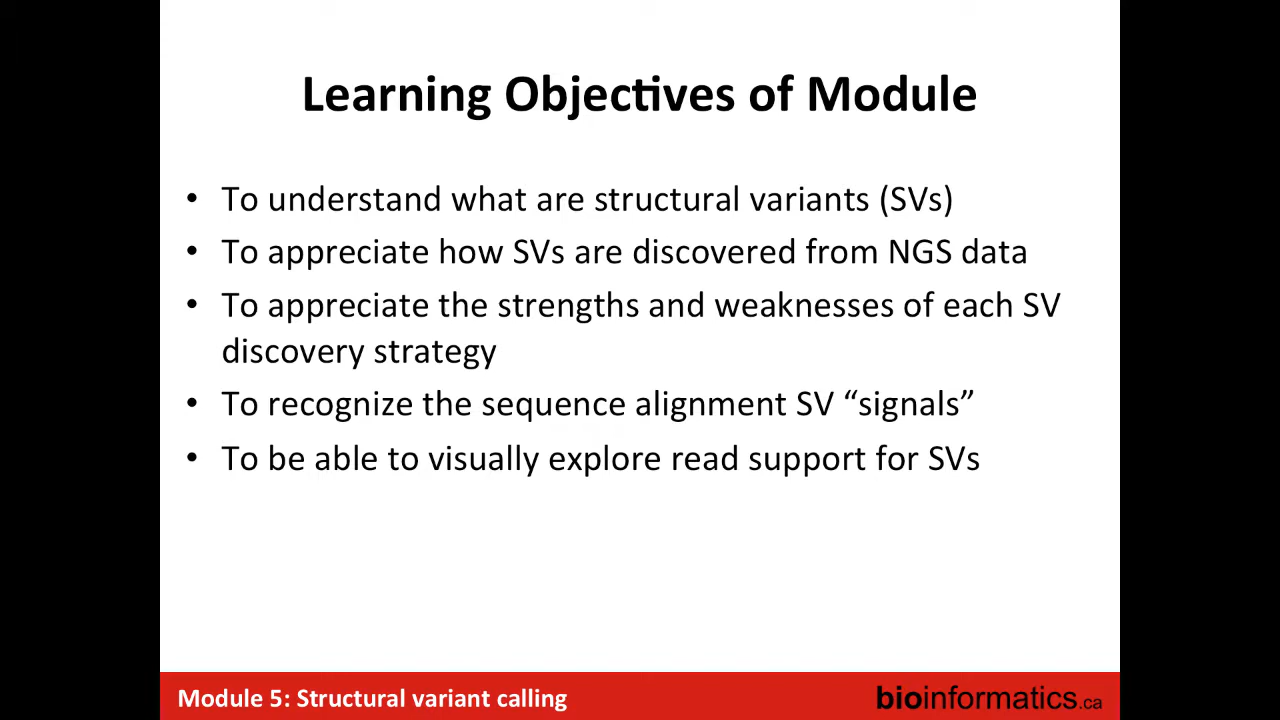 Learning Objectives of Module
• To understand what are structural variants (SVs)
• To appreciate how SVs are discovered from NGS data
• To appreciate the strengths and weaknesses of each SV
discovery strategy
• To recognize the sequence alignment SV “signals”
• To be able to visually explore read support for SVs
Module 5: Structural variant calling
bioinformatics.ca